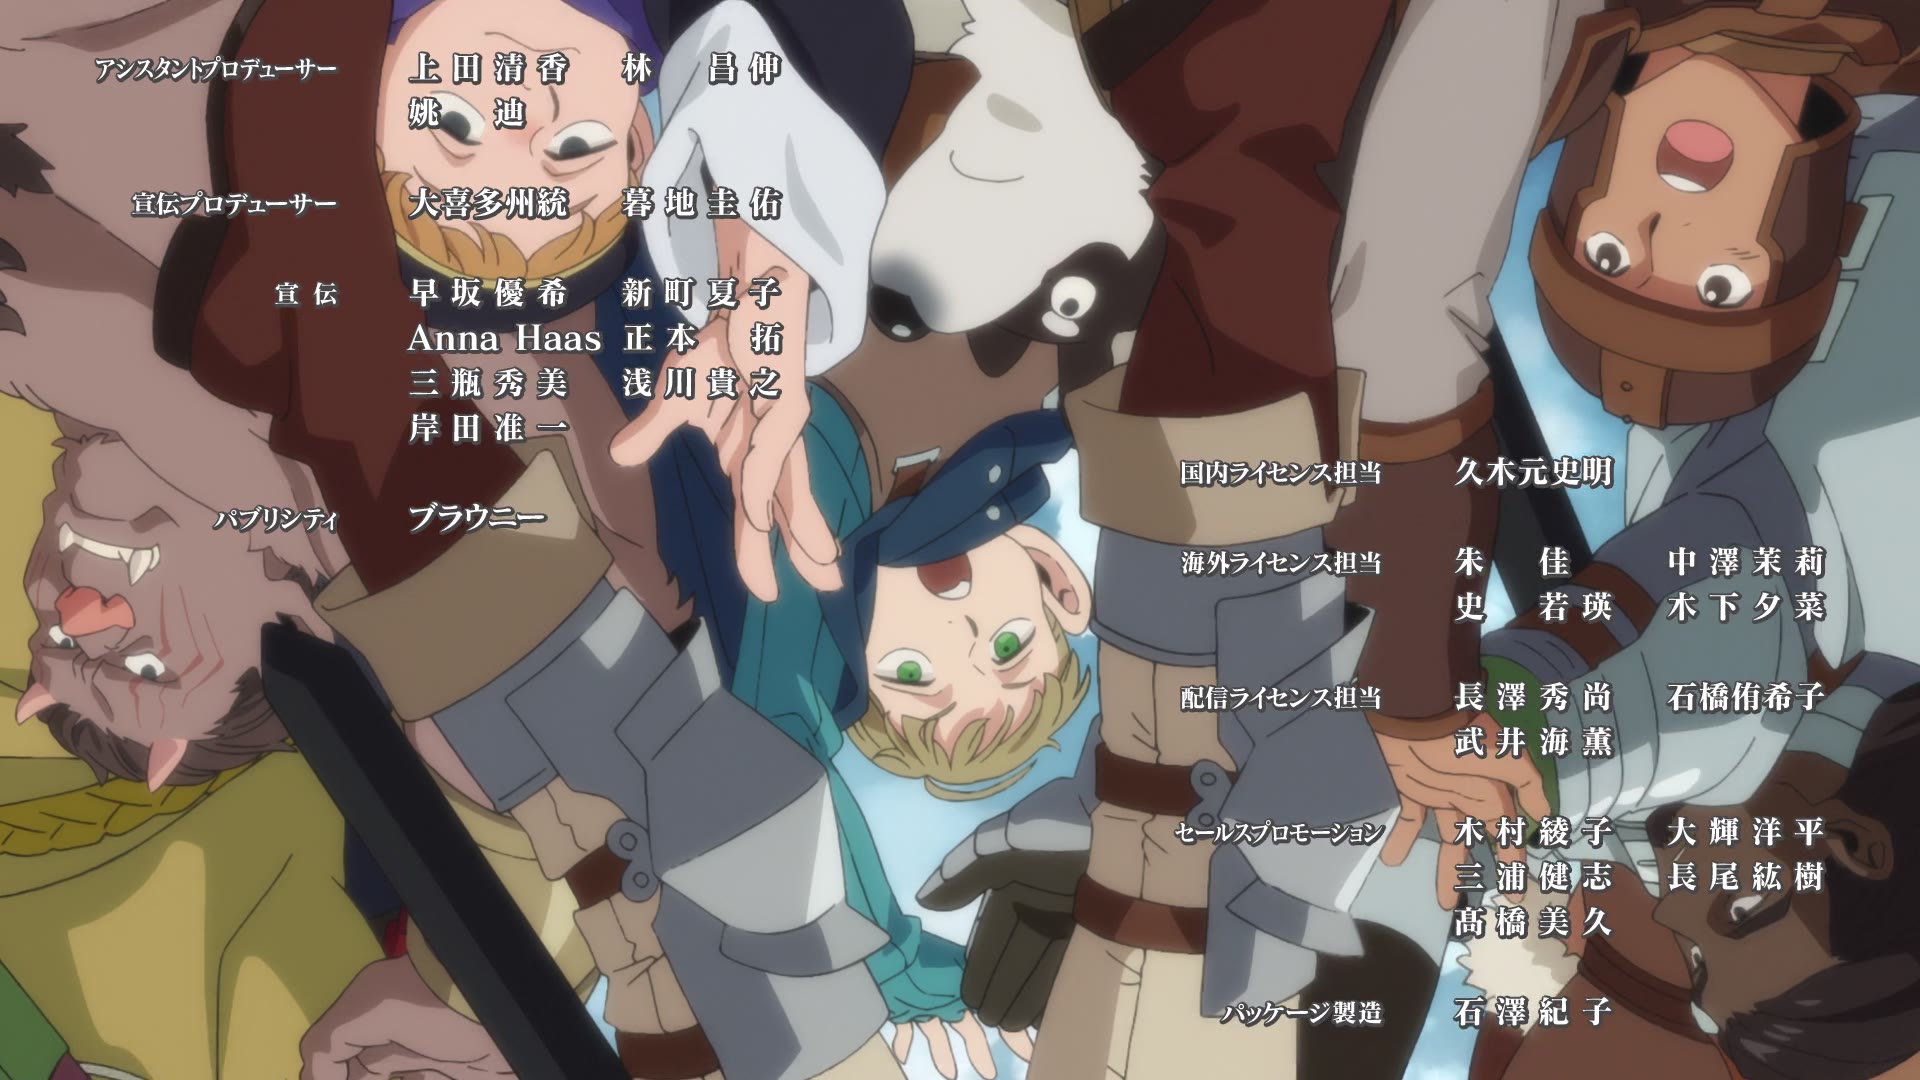 アシスタントプロデューサー 上田清香 林 昌伸
姚 迪
宣伝プロデューサー 大喜多州統 暮地圭佑
宣伝 早坂優希 新町夏子
Anna Haas 正本 拓
三瓶秀美 浅川貴之
岸田准一
パブリシティ ブラウニー
国内ライセンス担当 久木元史明
海外ライセンス担当 朱 佳 中澤茉莉
史 若瑛 木下夕菜
配信ライセンス担当 長澤秀尚 石橋侑希子
武井海薫
セールスプロモーション 木村綾子 大輝洋平
三浦健志 長尾紘樹
髙橋美久
パッケージ製造 石澤紀子